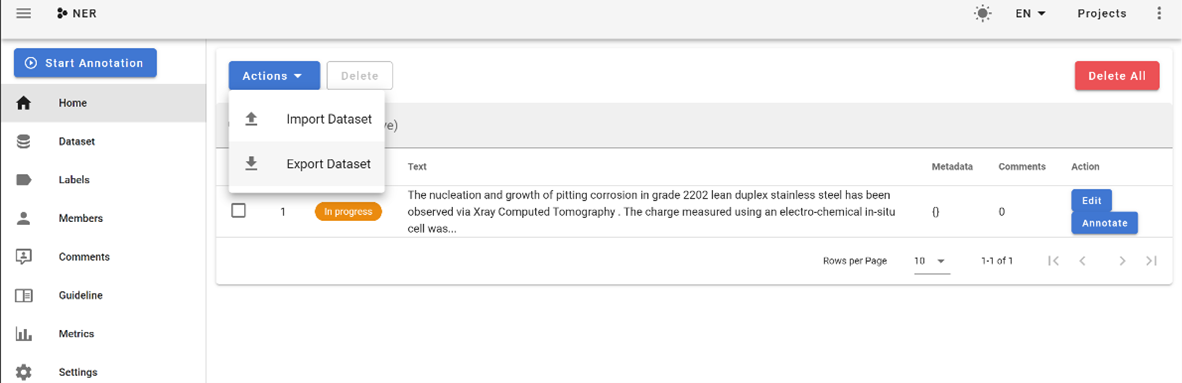 NER
EN
Projects
Start Annotation
Actions
Delete
Delete All
Home
Import Dataset
ve)
Dataset
Export Dataset
Text
Metadata
Comments
Action
Labels
The nucleation and growth of pitting corrosion in grade 2202 lean duplex stainless steel has been
observed via Xray Computed Tomography . The charge measured using an electro-chemical in-situ
cell was...
1
In progress
{}
0
Edit
Annotate
Members
Comments
Rows per Page
10
1-1 of 1
Guideline
Metrics
Settings